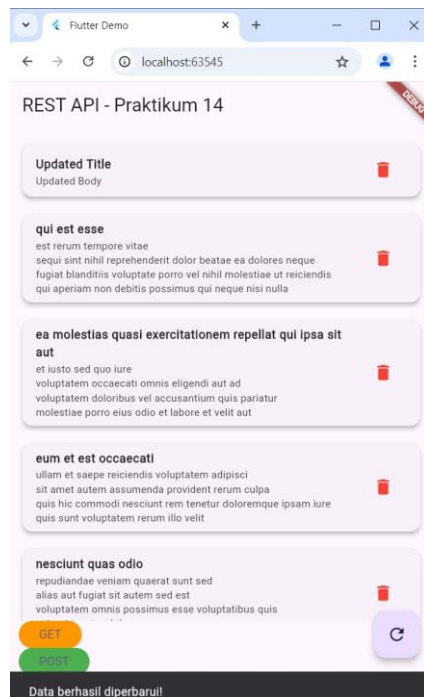 Flutter Demo
localhost:63545
REST API - Praktikum 14
DEBUG
Updated Title
Updated Body
qui est esse
est rerum tempore vitae
sequi sint nihil reprehenderit dolor beatae ea dolores neque
fugiat blanditiis voluptate porro vel nihil molestiae ut reiciendis
qui aperiam non debitis possimus qui neque nisi nulla
ea molestias quasi exercitationem repellat qui ipsa sit
aut
et iusto sed quo iure
voluptatem occaecati omnis eligendi aut ad
voluptatem doloribus vel accusantium quis pariatur
molestiae porro eius odio et labore et velit aut
eum et est occaecati
ullam et saepe reiciendis voluptatem adipisci
sit amet autem assumenda provident rerum culpa
quis hic commodi nesciunt rem tenetur doloremque ipsam iure
quis sunt voluptatem rerum illo velit
nesciunt quas odio
repudiandae veniam quaerat sunt sed
alias aut fugiat sit autem sed est
voluptatem omnis possimus esse voluptatibus quis
GET
POST
Data berhasil diperbarui!